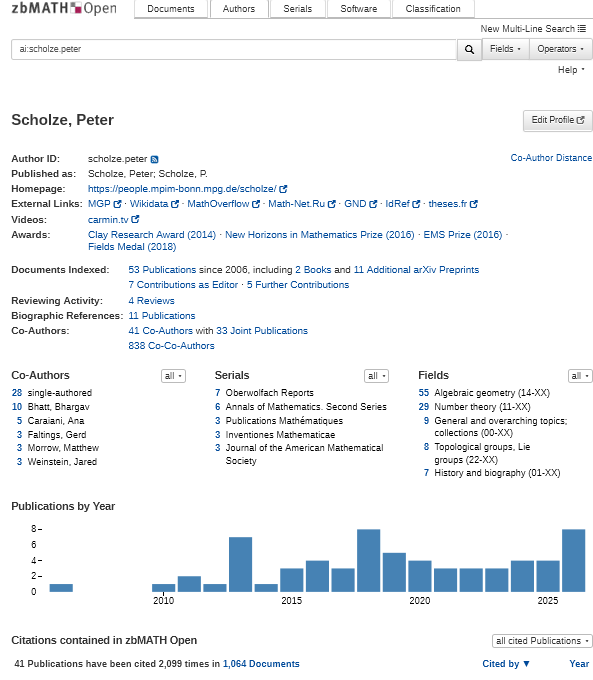 zbMATH Open
Documents Authors Serials Software Classification
New Multi-Line Search
ai:scholze.peter Fields Operators
Help
Scholze, Peter Edit Profile
Author ID: scholze.peter Co-Author Distance
Published as: Scholze, Peter; Scholze, P.
Homepage: https://people.mpim-bonn.mpg.de/scholze/
External Links: MGP · Wikidata · MathOverflow · Math-Net.Ru · GND · IdRef · theses.fr
Videos: carmin.tv
Awards: Clay Research Award (2014) · New Horizons in Mathematics Prize (2016) · EMS Prize (2016) ·
Fields Medal (2018)
Documents Indexed: 53 Publications since 2006, including 2 Books and 11 Additional arXiv Preprints
7 Contributions as Editor · 5 Further Contributions
Reviewing Activity: 4 Reviews
Biographic References: 11 Publications
Co-Authors: 41 Co-Authors with 33 Joint Publications
838 Co-Co-Authors
Co-Authors all
28 single-authored
10 Bhatt, Bhargav
5 Caraiani, Ana
3 Faltings, Gerd
3 Morrow, Matthew
3 Weinstein, Jared
Serials all
7 Oberwolfach Reports
6 Annals of Mathematics. Second Series
3 Publications Mathématiques
3 Inventiones Mathematicae
3 Journal of the American Mathematical
Society
Fields all
55 Algebraic geometry (14-XX)
29 Number theory (11-XX)
9 General and overarching topics;
collections (00-XX)
8 Topological groups, Lie
groups (22-XX)
7 History and biography (01-XX)
Publications by Year
8
6
4
2
0
2010 2015 2020 2025
Citations contained in zbMATH Open all cited Publications
41 Publications have been cited 2,099 times in 1,064 Documents Cited by ▼ Year